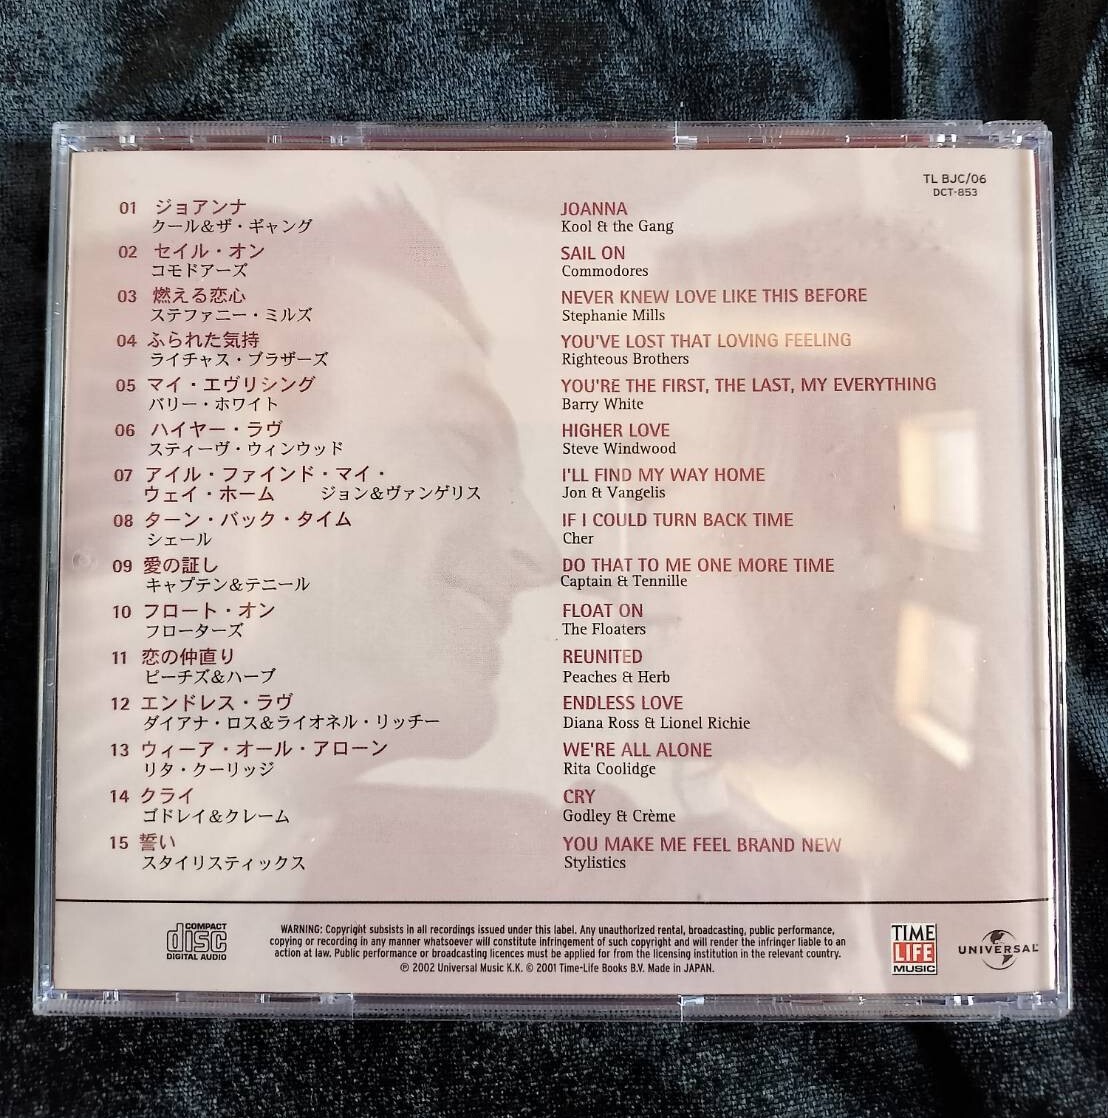 TL BJC/06
DCT-853
01 ジョアンナ
クール&ザ・ギャング
02 セイル・オン
コモドアーズ
03 燃える恋心
ステファニー・ミルズ
04 ふられた気持
ライチャス・ブラザーズ
05 マイ・エヴリシング
バリー・ホワイト
06 ハイヤー・ラヴ
スティーヴ・ウィンウッド
07 アイル・ファインド・マイ・
ウェイ・ホーム ジョン&ヴァンゲリス
08 ターン・バック・タイム
シェール
09 愛の証し
キャプテン&テニール
10 フロート・オン
フローターズ
11 恋の仲直り
ピーチズ&ハーブ
12 エンドレス・ラヴ
ダイアナ・ロス&ライオネル・リッチー
13 ウィーア・オール・アローン
リタ・クーリッジ
14 クライ
ゴドレイ&クレーム
15 誓い
スタイリスティックス
JOANNA
Kool & the Gang
SAIL ON
Commodores
NEVER KNEW LOVE LIKE THIS BEFORE
Stephanie Mills
YOU'VE LOST THAT LOVING FEELING
Righteous Brothers
YOU'RE THE FIRST, THE LAST, MY EVERYTHING
Barry White
HIGHER LOVE
Steve Windwood
I'LL FIND MY WAY HOME
Jon & Vangelis
IF I COULD TURN BACK TIME
Cher
DO THAT TO ME ONE MORE TIME
Captain & Tennille
FLOAT ON
The Floaters
REUNITED
Peaches & Herb
ENDLESS LOVE
Diana Ross & Lionel Richie
WE'RE ALL ALONE
Rita Coolidge
CRY
Godley & Crème
YOU MAKE ME FEEL BRAND NEW
Stylistics
COMPACT
disc
DIGITAL AUDIO
WARNING: Copyright subsists in all recordings issued under this label. Any unauthorized rental, broadcasting, public performance,
copying or recording in any manner whatsoever will constitute infringement of such copyright and will render the infringer liable to an
action at law. Public performance or broadcasting licences must be applied for from the licensing institution in the relevant country.
℗ 2002 Universal Music K.K. © 2001 Time-Life Books B.V. Made in JAPAN.
TIME
LIFE
MUSIC
UNIVERSAL